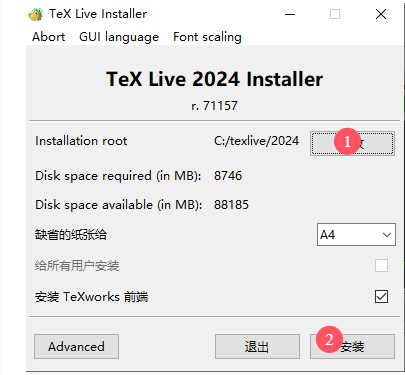 TeX Live Installer
Abort GUI language Font scaling
TeX Live 2024 Installer
r. 71157
Installation root C:/texlive/2024 1
Disk space required (in MB): 8746
Disk space available (in MB): 88185
缺省的纸张给 A4
给所有用户安装
安装 TeXworks 前端
Advanced 退出 2 安装